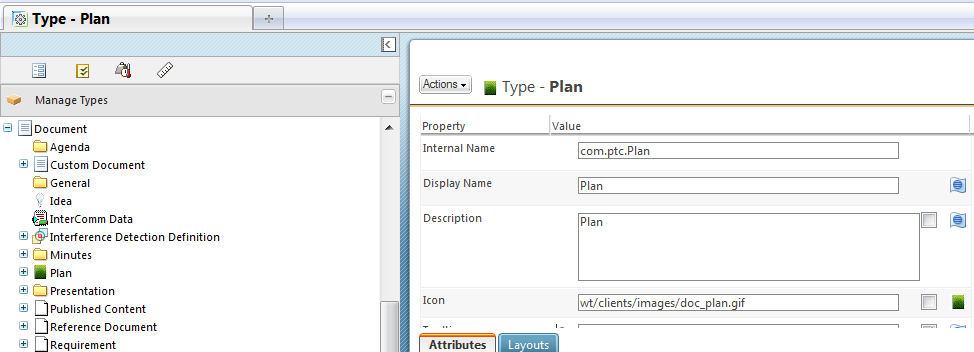 Type - Plan
Manage Types
Document
Agenda
Custom Document
General
Idea
InterComm Data
Interference Detection Definition
Minutes
Plan
Presentation
Published Content
Reference Document
Requirement
Actions
Type - Plan
Property Value
Internal Name com.ptc.Plan
Display Name Plan
Description Plan
Icon wt/clients/images/doc_plan.gif
Attributes Layouts